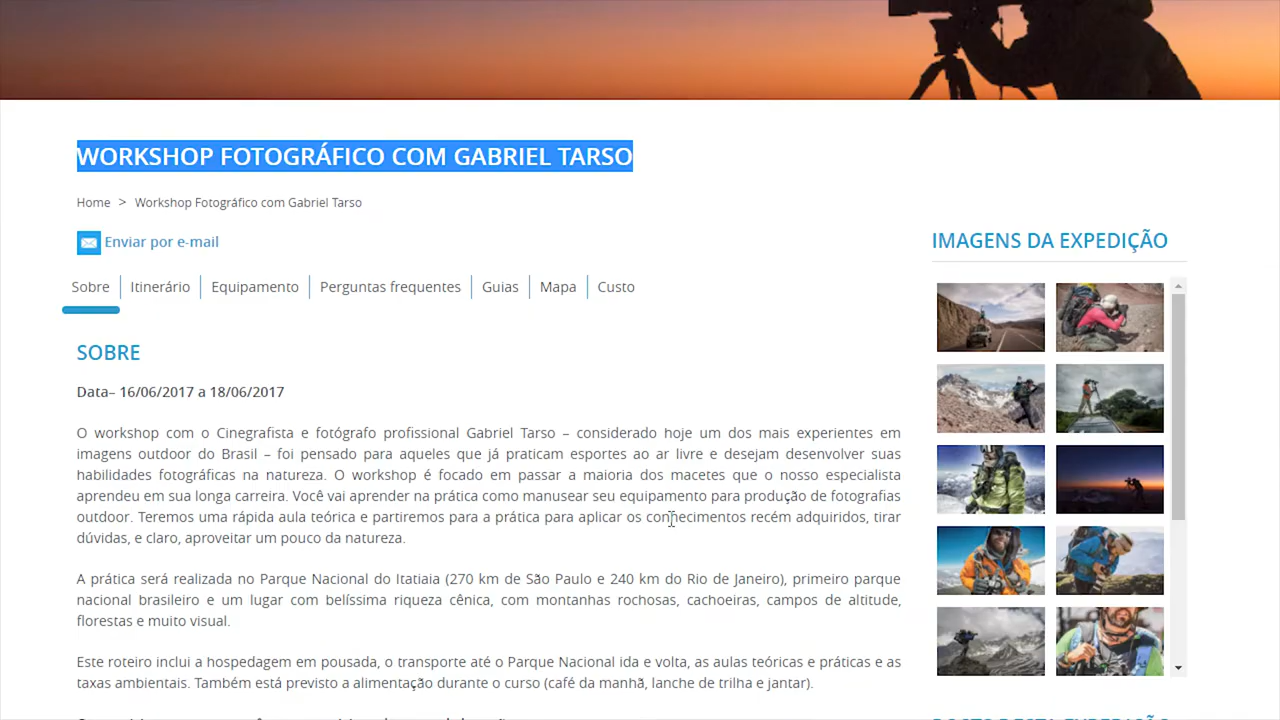 WORKSHOP FOTOGRÁFICO COM GABRIEL TARSO
Home > Workshop Fotográfico com Gabriel Tarso
Enviar por e-mail
Sobre
Itinerário
Equipamento
Perguntas frequentes
Guias
Mapa
Custo
SOBRE
Data– 16/06/2017 a 18/06/2017
O workshop com o Cinegrafista e fotógrafo profissional Gabriel Tarso – considerado hoje um dos mais experientes em
imagens outdoor do Brasil – foi pensado para aqueles que já praticam esportes ao ar livre e desejam desenvolver suas
habilidades fotográficas na natureza. O workshop é focado em passar a maioria dos macetes que o nosso especialista
aprendeu em sua longa carreira. Você vai aprender na prática como manusear seu equipamento para produção de fotografias
outdoor. Teremos uma rápida aula teórica e partiremos para a prática para aplicar os conhecimentos recém adquiridos, tirar
dúvidas, e claro, aproveitar um pouco da natureza.
A prática será realizada no Parque Nacional do Itatiaia (270 km de São Paulo e 240 km do Rio de Janeiro), primeiro parque
nacional brasileiro e um lugar com belíssima riqueza cênica, com montanhas rochosas, cachoeiras, campos de altitude,
florestas e muito visual.
Este roteiro inclui a hospedagem em pousada, o transporte até o Parque Nacional ida e volta, as aulas teóricas e práticas e as
taxas ambientais. Também está previsto a alimentação durante o curso (café da manhã, lanche de trilha e jantar).
IMAGENS DA EXPEDIÇÃO